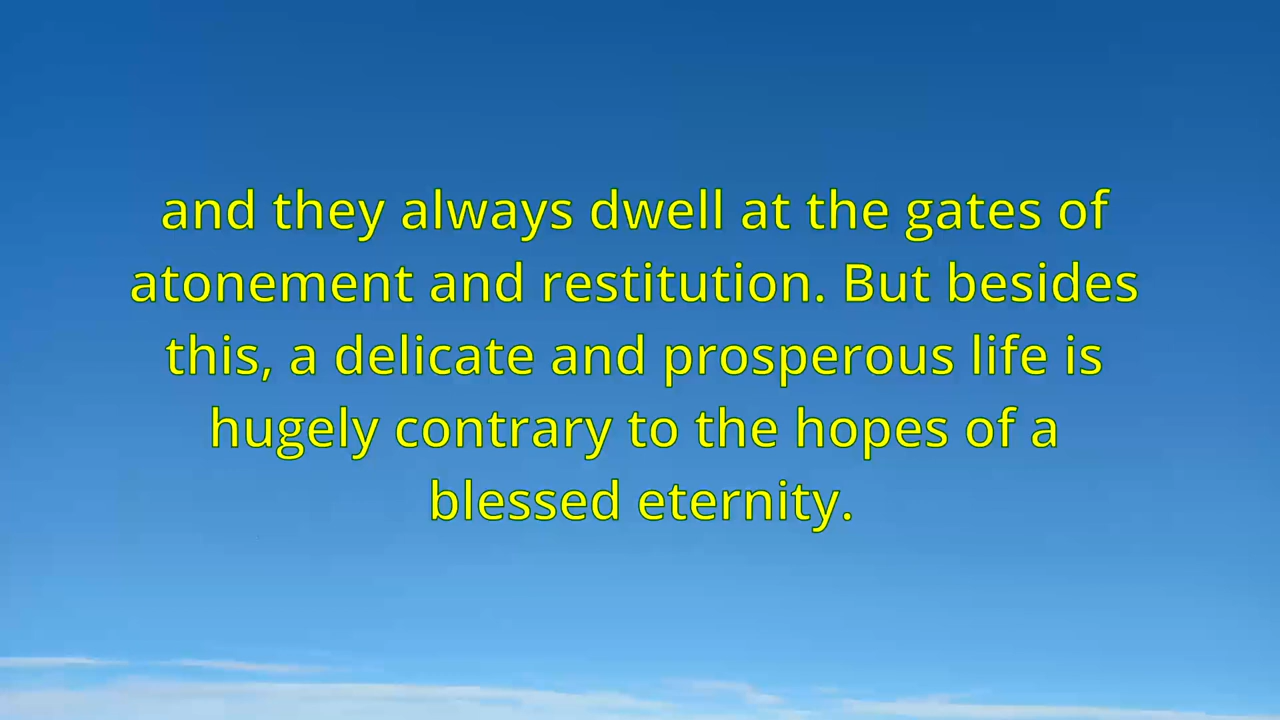 and they always dwell at the gates of
atonement and restitution. But besides
this, a delicate and prosperous life is
hugely contrary to the hopes of a
blessed eternity.